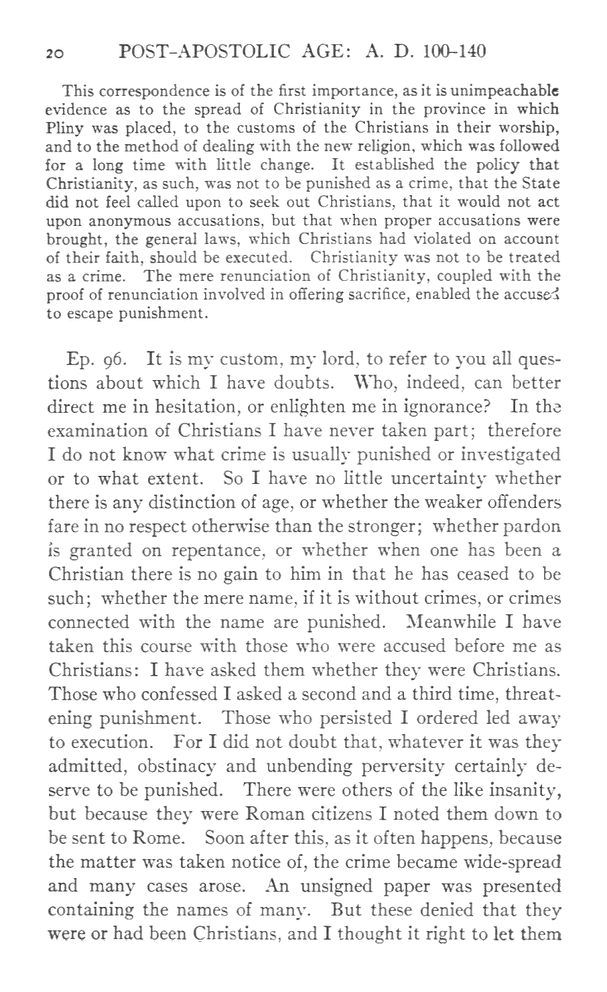 20 POST-APOSTOLIC AGE: A. D. 100-140
This correspondence is of the first importance, as it is unimpeachable
evidence as to the spread of Christianity in the province in which
Pliny was placed, to the customs of the Christians in their worship,
and to the method of dealing with the new religion, which was followed
for a long time with little change. It established the policy that
Christianity, as such, was not to be punished as a crime, that the State
did not feel called upon to seek out Christians, that it would not act
upon anonymous accusations, but that when proper accusations were
brought, the general laws, which Christians had violated on account
of their faith, should be executed. Christianity was not to be treated
as a crime. The mere renunciation of Christianity, coupled with the
proof of renunciation involved in offering sacrifice, enabled the accused
to escape punishment.
Ep. 96. It is my custom, my lord, to refer to you all ques-
tions about which I have doubts. Who, indeed, can better
direct me in hesitation, or enlighten me in ignorance? In the
examination of Christians I have never taken part; therefore
I do not know what crime is usually punished or investigated
or to what extent. So I have no little uncertainty whether
there is any distinction of age, or whether the weaker offenders
fare in no respect otherwise than the stronger; whether pardon
is granted on repentance, or whether when one has been a
Christian there is no gain to him in that he has ceased to be
such; whether the mere name, if it is without crimes, or crimes
connected with the name are punished. Meanwhile I have
taken this course with those who were accused before me as
Christians: I have asked them whether they were Christians.
Those who confessed I asked a second and a third time, threat-
ening punishment. Those who persisted I ordered led away
to execution. For I did not doubt that, whatever it was they
admitted, obstinacy and unbending perversity certainly de-
serve to be punished. There were others of the like insanity,
but because they were Roman citizens I noted them down to
be sent to Rome. Soon after this, as it often happens, because
the matter was taken notice of, the crime became wide-spread
and many cases arose. An unsigned paper was presented
containing the names of many. But these denied that they
were or had been Christians, and I thought it right to let them